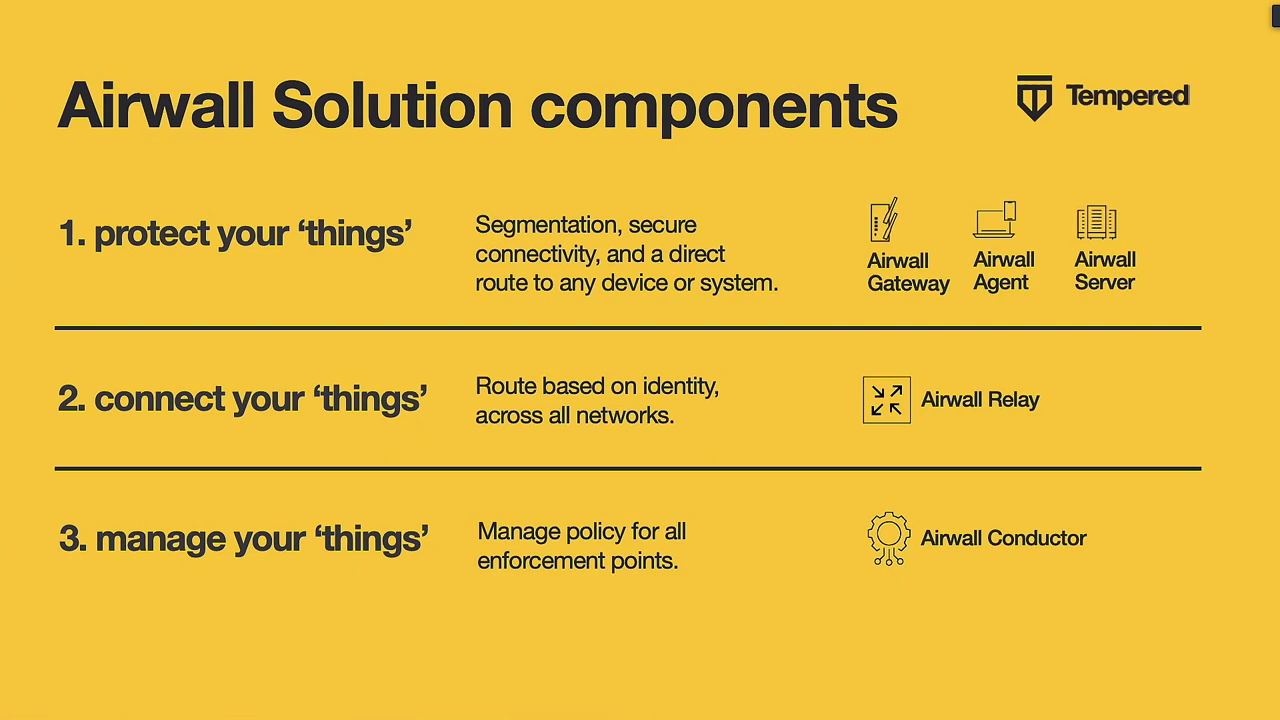 Airwall Solution components
Tempered
1. protect your ‘things’
Segmentation, secure
connectivity, and a direct
route to any device or system.
Airwall
Gateway
Airwall
Agent
Airwall
Server
2. connect your ‘things’
Route based on identity,
across all networks.
Airwall Relay
3. manage your ‘things’
Manage policy for all
enforcement points.
Airwall Conductor